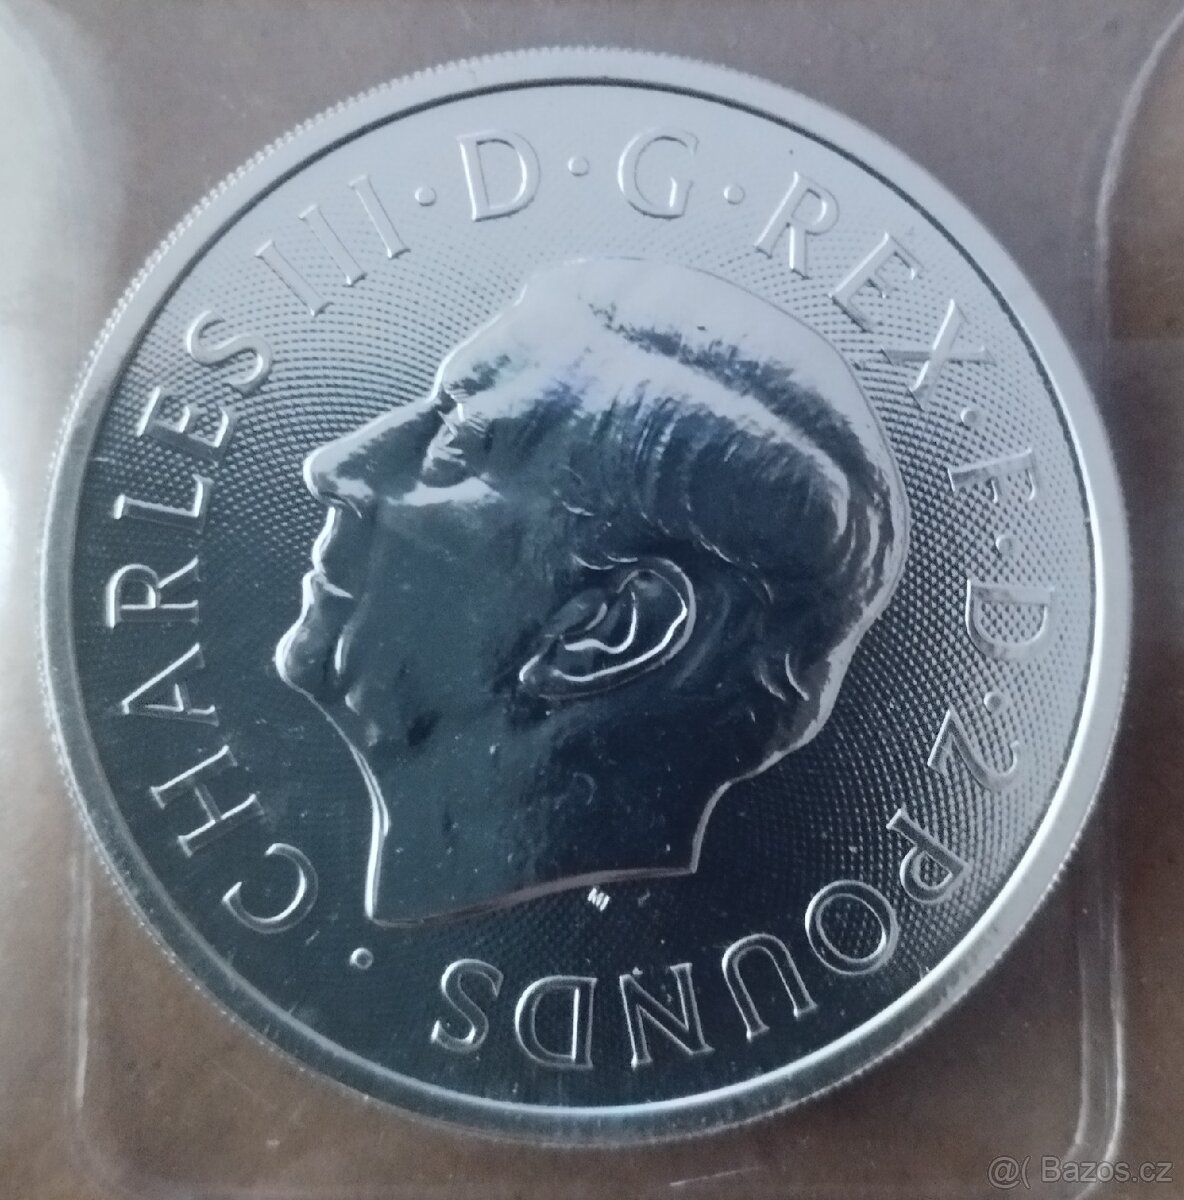 · CHARLES III · D · G · REX · F · D · 2 POUNDS
MJ
@( Bazos.cz